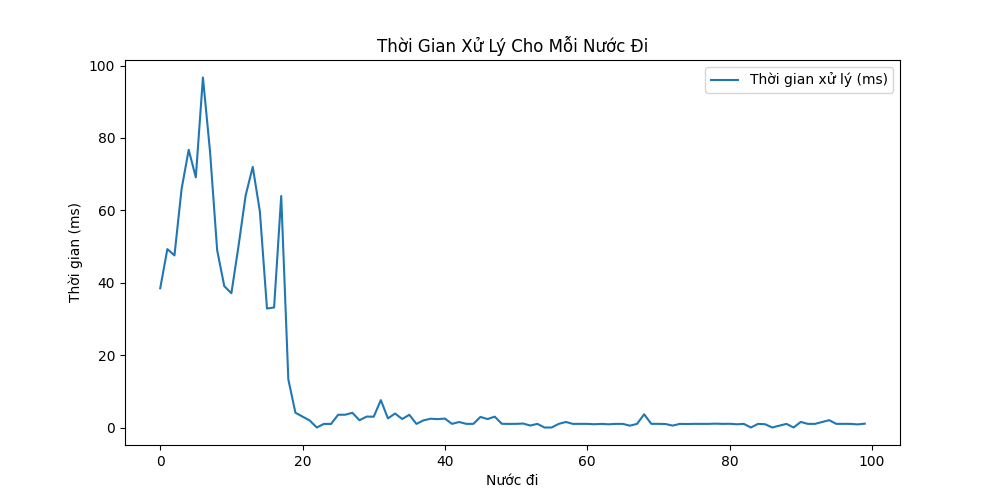 Thời Gian Xử Lý Cho Mỗi Nước Đi
Thời gian xử lý (ms)
Thời gian (ms)
100
80
60
40
20
0
0 20 40 60 80 100
Nước đi